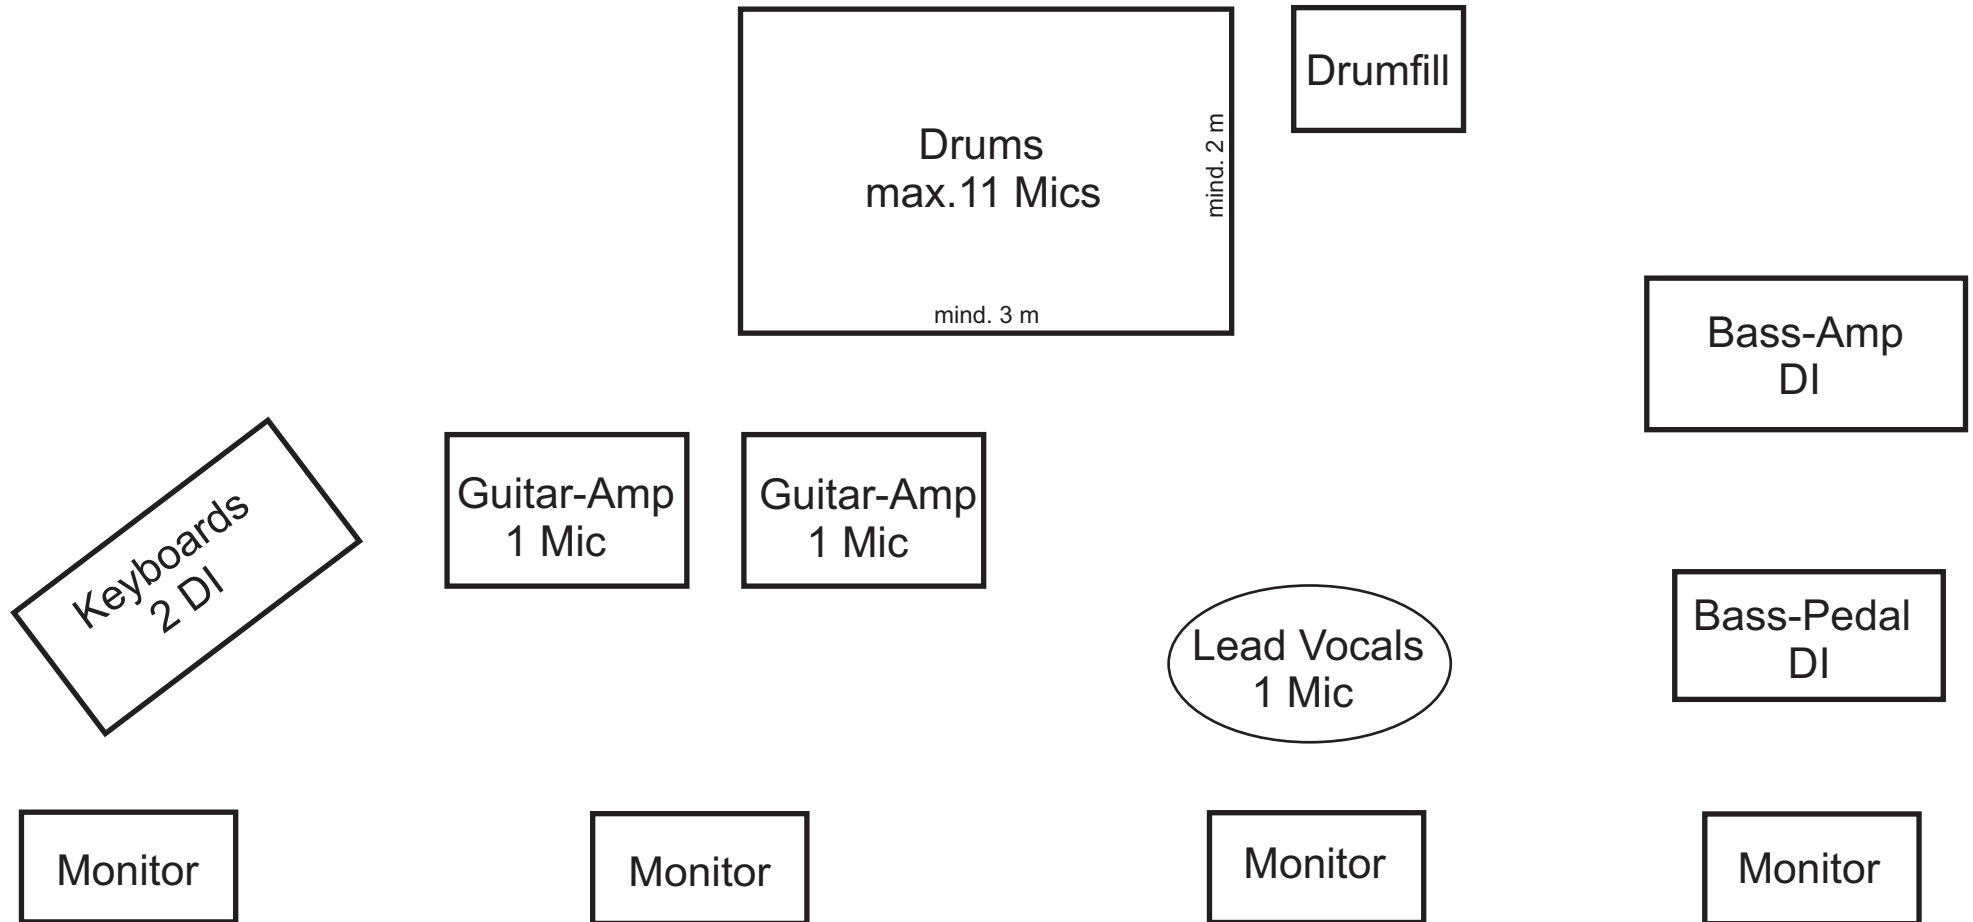 Drumfill
Drums
max.11 Mics
mind. 2 m
mind. 3 m
Bass-Amp
DI
Keyboards
2 DI
Guitar-Amp
1 Mic
Guitar-Amp
1 Mic
Lead Vocals
1 Mic
Bass-Pedal
DI
Monitor
Monitor
Monitor
Monitor